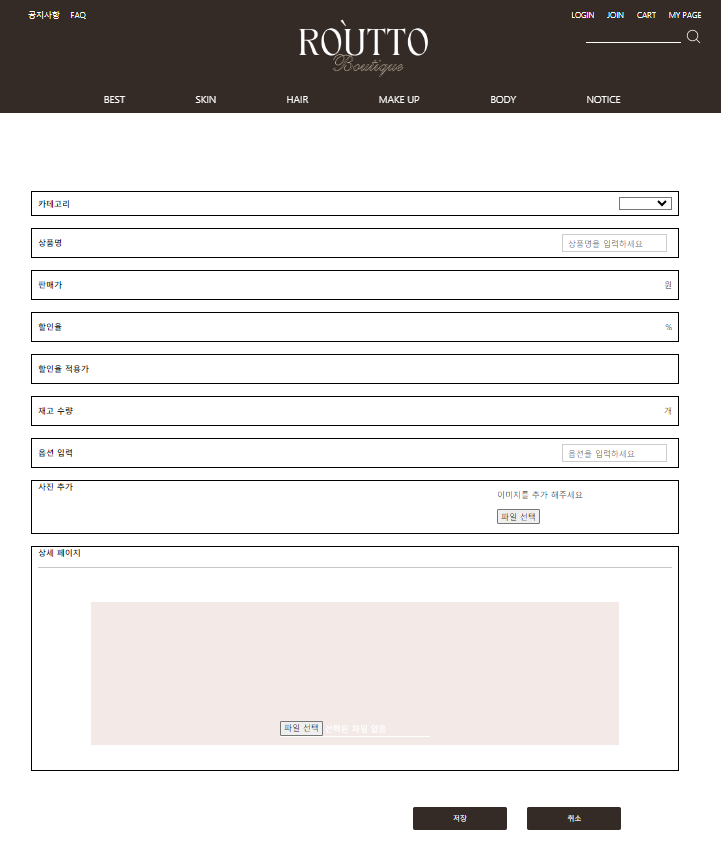 공지사항 FAQ
LOGIN JOIN CART MY PAGE
ROÙTTO
Boutique
BEST SKIN HAIR MAKE UP BODY NOTICE
카테고리
상품명 상품명을 입력하세요
판매가 원
할인율 %
할인율 적용가
재고 수량 개
옵션 입력 옵션을 입력하세요
사진 추가
이미지를 추가 해주세요
파일 선택
상세 페이지
파일 선택 선택된 파일 없음
저장 취소